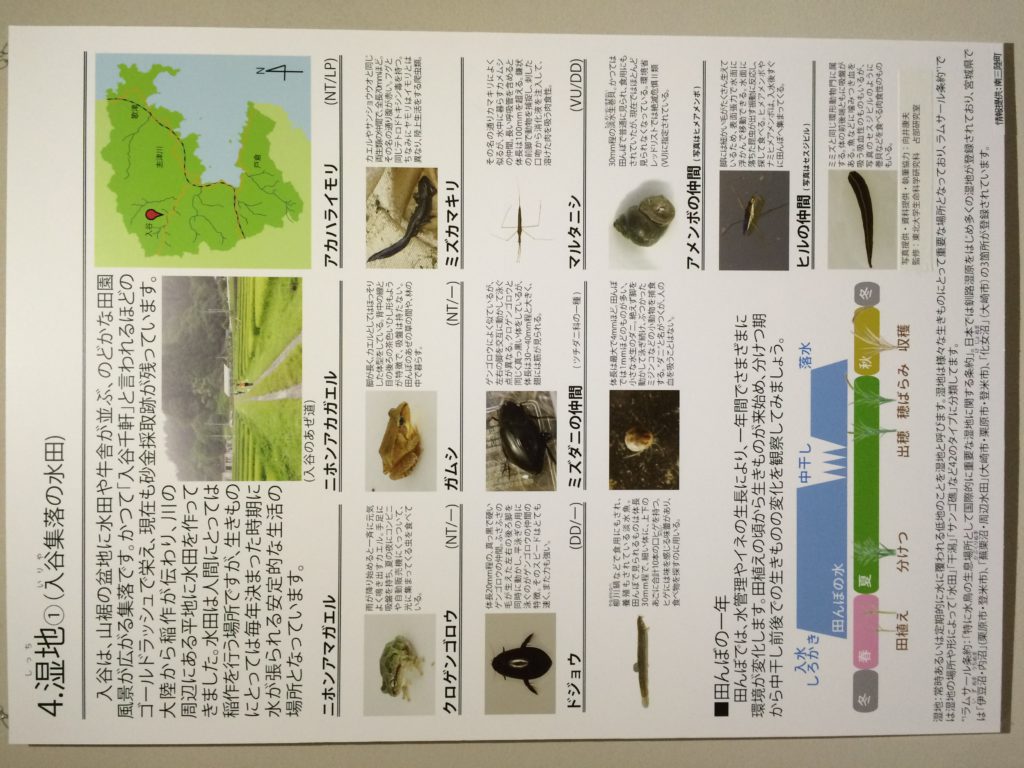 4.湿地①(入谷集落の水田)
しっち
いりや
入谷は、山裾の盆地に水田や牛舎が並ぶ、のどかな田園
風景が広がる集落です。かつて「入谷千軒」と言われるほどの
ゴールドラッシュで栄え、現在も砂金採取跡が残っています。
大陸から稲作が伝わり、川の
周辺にある平地に水田を作って
きました。水田は人間にとっては
稲作を行う場所ですが、生きもの
にとっては毎年決まった時期に
水が張られる安定的な生活の
場所となっています。
(入谷のあぜ道)
入谷
歌津
志津川
戸倉
N
ニホンアマガエル
雨が降り始めると一斉に元気
よく鳴き出すカエル。手足に
吸盤を持ち、夏の夜にコンビニ
や自動販売機にくっついて、
光に集まってくる虫を食べて
いる。
ニホンアカガエル
脚が長く、カエルとしてはほっそり
した体型をしている。背中の線と
目の後ろの茶色いひし形もよう
が特徴で、吸盤は持たない。
田んぼのあぜの草の間や、林の
中で暮らす。
アカハライモリ (NT/LP)
カエルやサンショウウオと同じ
両生類の仲間で、全長70mmほど。
その名の通り腹が赤い。フグと
同じテトロドトキシン毒を持つ。
ちなみにヤモリはイモリとは
異なり、陸上生活をする爬虫類。
クロゲンゴロウ (NT/—)
体長20mm程の、真っ黒で硬い
ゲンゴロウの仲間。ふさふさの
毛が生えた左右の後ろ脚を
同時に動かし、平泳ぎの用に
泳ぐのがゲンゴロウの仲間の
特徴。そのスピードはとても
速く、また力も強い。
ガムシ (NT/—)
ゲンゴロウによく似ているが、
左右の脚を交互に動かして泳ぐ
点が異なる。クロゲンゴロウと
同じく真っ黒い体をしているが、
体長は30〜40mm程と大きく、
翅には筋が見られる。
ミズカマキリ
その名の通りカマキリによく
似るが、水中に暮らすカメムシ
の仲間。長い呼吸管を含めると
体長は100mmを超える。鎌状
の前脚で動物を捕捉し、刺した
口吻から消化液を注入して、
溶けた肉を吸う肉食性。
ドジョウ (DD/—)
やながわなべ
柳川鍋などで食用にもされ、
養殖もされている淡水魚。
田んぼで見られるものは体長
30mm程で、細い体に、上下の
あごに合計10本の口ヒゲを持つ。
ヒゲには味を感じる味蕾があり、
食べ物を探すのに用いる。
ミズダニの仲間 (ツチダニ科の一種)
体長は最大で4mmほど。田んぼ
では1mmほどのものが多い、
小さな水生のダニ。絶えず脚を
動かして泳ぎ続け、ぶつかった
ミジンコなどの小動物を捕食
する。“ダニ”と名がつくが、人の
血を吸うことはない。
マルタニシ (VU/DD)
30mm程の淡水生巻貝。かつては
田んぼで普通に見られ、食用にも
されていたが、現在ではほとんど
見られなくなっている。環境省
レッドリストでは絶滅危惧Ⅱ類
(VU)に指定されている。
アメンボの仲間 (写真はヒメアメンボ)
脚には細かい毛がたくさん生えて
いるため、表面張力で水面に
浮かんで移動できる。水面に
落ちた昆虫が出す振動に反応し、
探して食べる。ヒメアメンボや
ナミヒメアメンボは、入水後すぐ
に田んぼへ集まってくる。
ヒルの仲間 (写真はセスジビル)
ミミズと同じ環形動物門に属
する。体の前後端ともに吸盤が
ある。魚などに噛みつき血を
吸う吸血性のものもいるが、
写真のセスジビルのように
巻貝などを食べる肉食性のもの
もいる。
写真提供・資料提供・執筆協力:向井康夫
監修:東北大学生命科学研究科 占部研究室
■田んぼの一年
田んぼでは、水管理やイネの生長により、一年間でさまざまに
環境が変化します。田植えの頃から生きものが来始め、分けつ期
から中干し前後での生きものの変化を観察してみましょう。
入水
しろかき
中干し
落水
田んぼの水
冬
春
夏
秋
冬
田植え
分けつ
出穂
穂ばらみ
収穫
湿地:常時あるいは定期的に水に覆われる低地のことを湿地と呼びます。湿地は様々な生きものにとって重要な場所となっており、ラムサール条約*¹で
は湿地の場所や形によって「水田」「干潟」「サンゴ礁」など42のタイプに分類してます。
*¹ラムサール条約:「特に水鳥の生息場所として国際的に重要な湿地に関する条約」。日本では釧路湿原をはじめ多くの湿地が登録されており、宮城県で
は「伊豆沼・内沼」(栗原市・登米市)、「蕪栗沼・周辺水田」(大崎市・栗原市・登米市)、「化女沼」(大崎市)の3箇所が登録されています。
情報提供:南三陸町